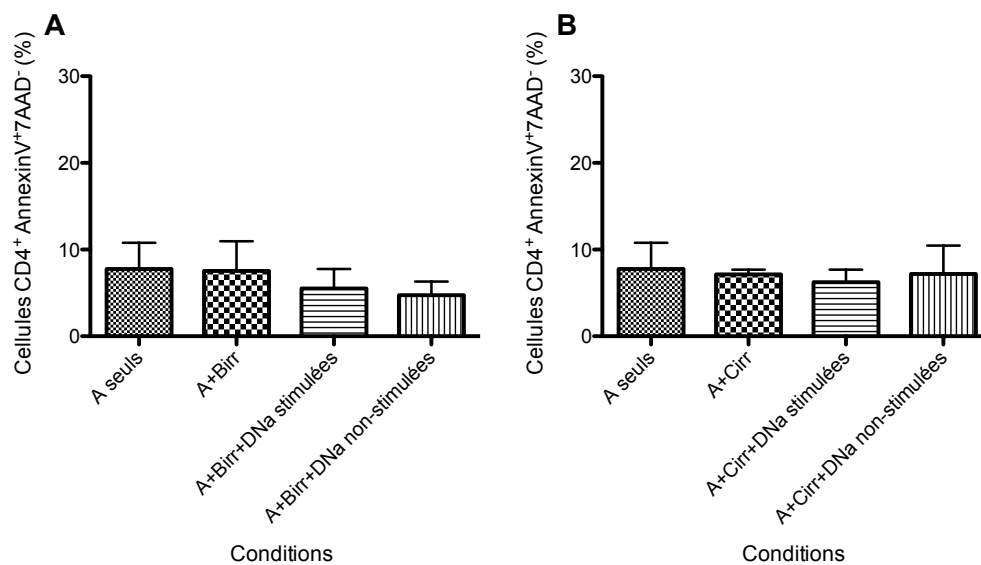 A
Cellules CD4⁺ AnnexinV⁺7AAD⁻ (%)
30
20
10
0
A seuls
A+Birr
A+Birr+DNa stimulées
A+Birr+DNa non-stimulées
Conditions
B
Cellules CD4⁺ AnnexinV⁺7AAD⁻ (%)
30
20
10
0
A seuls
A+Cirr
A+Cirr+DNa stimulées
A+Cirr+DNa non-stimulées
Conditions